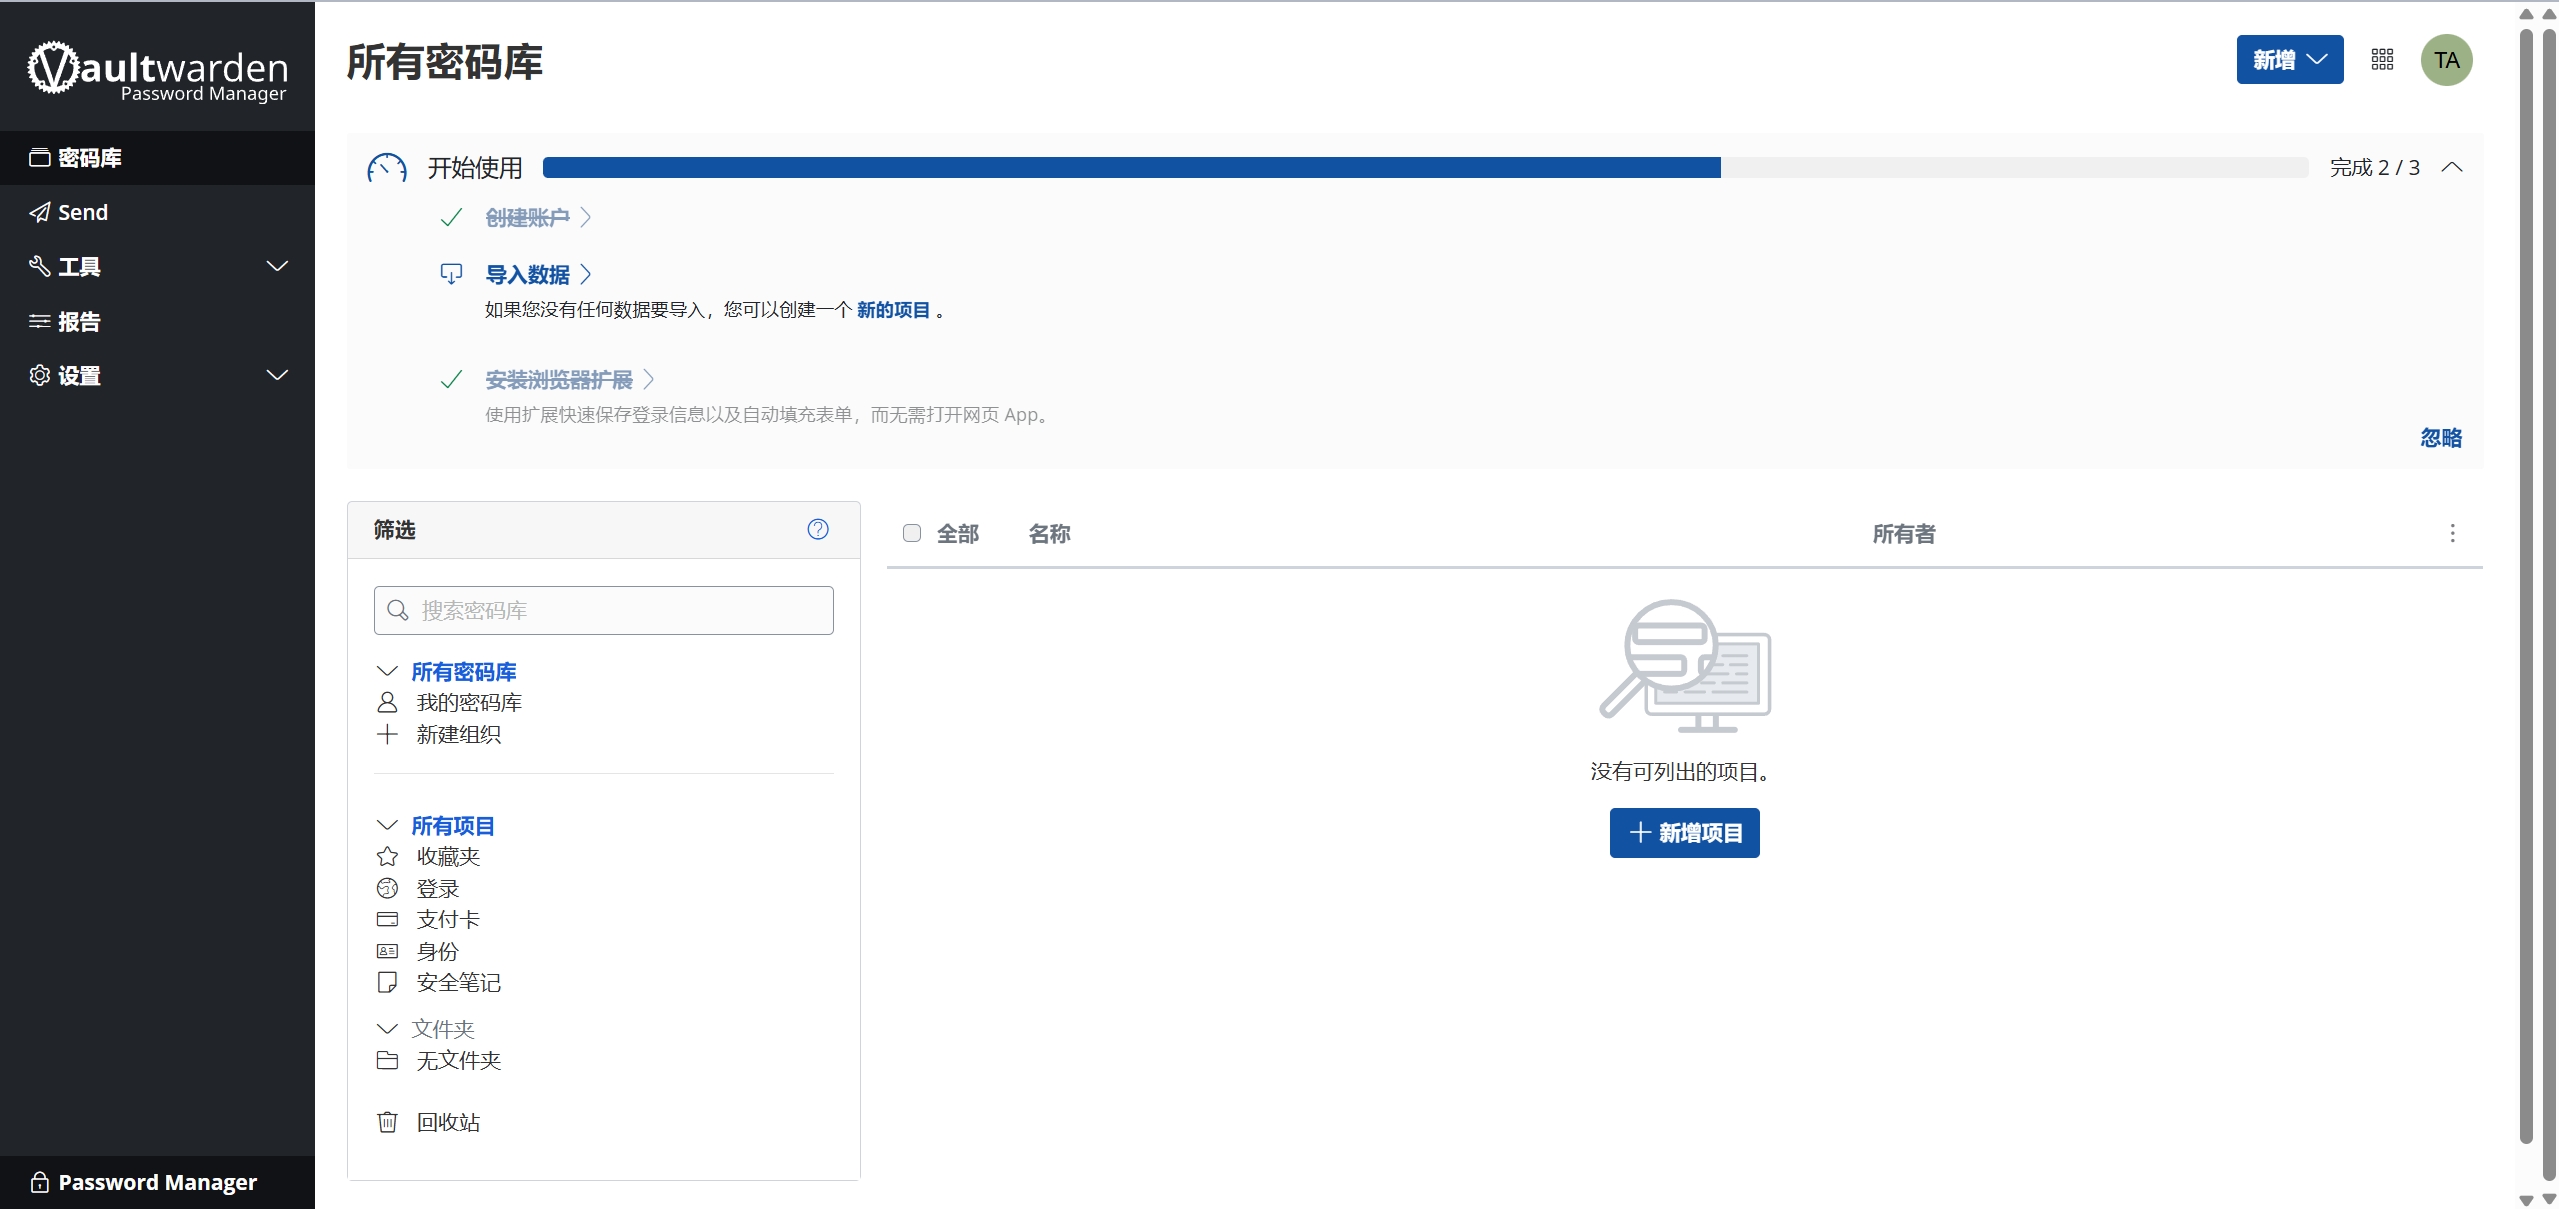 Vaultwarden
Password Manager
密码库
Send
工具
报告
设置
Password Manager
所有密码库
新增
TA
开始使用
完成 2 / 3
创建账户
导入数据
如果您没有任何数据要导入，您可以创建一个 新的项目 。
安装浏览器扩展
使用扩展快速保存登录信息以及自动填充表单，而无需打开网页 App。
忽略
筛选
搜索密码库
所有密码库
我的密码库
新建组织
所有项目
收藏夹
登录
支付卡
身份
安全笔记
文件夹
无文件夹
回收站
全部 名称 所有者
没有可列出的项目。
新增项目